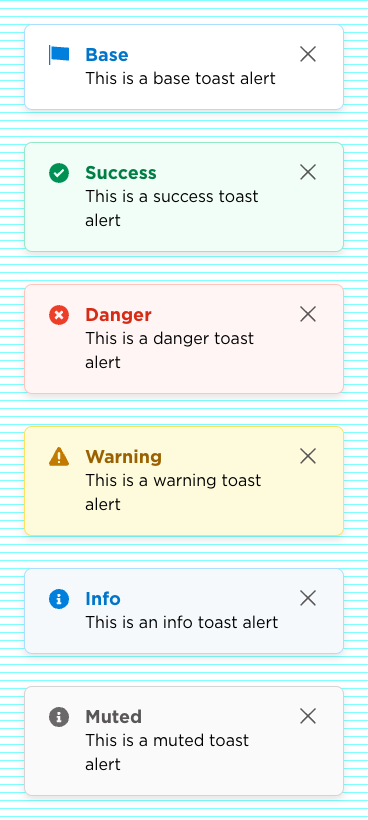 Base
This is a base toast alert
Success
This is a success toast
alert
Danger
This is a danger toast
alert
Warning
This is a warning toast
alert
Info
This is an info toast alert
Muted
This is a muted toast
alert